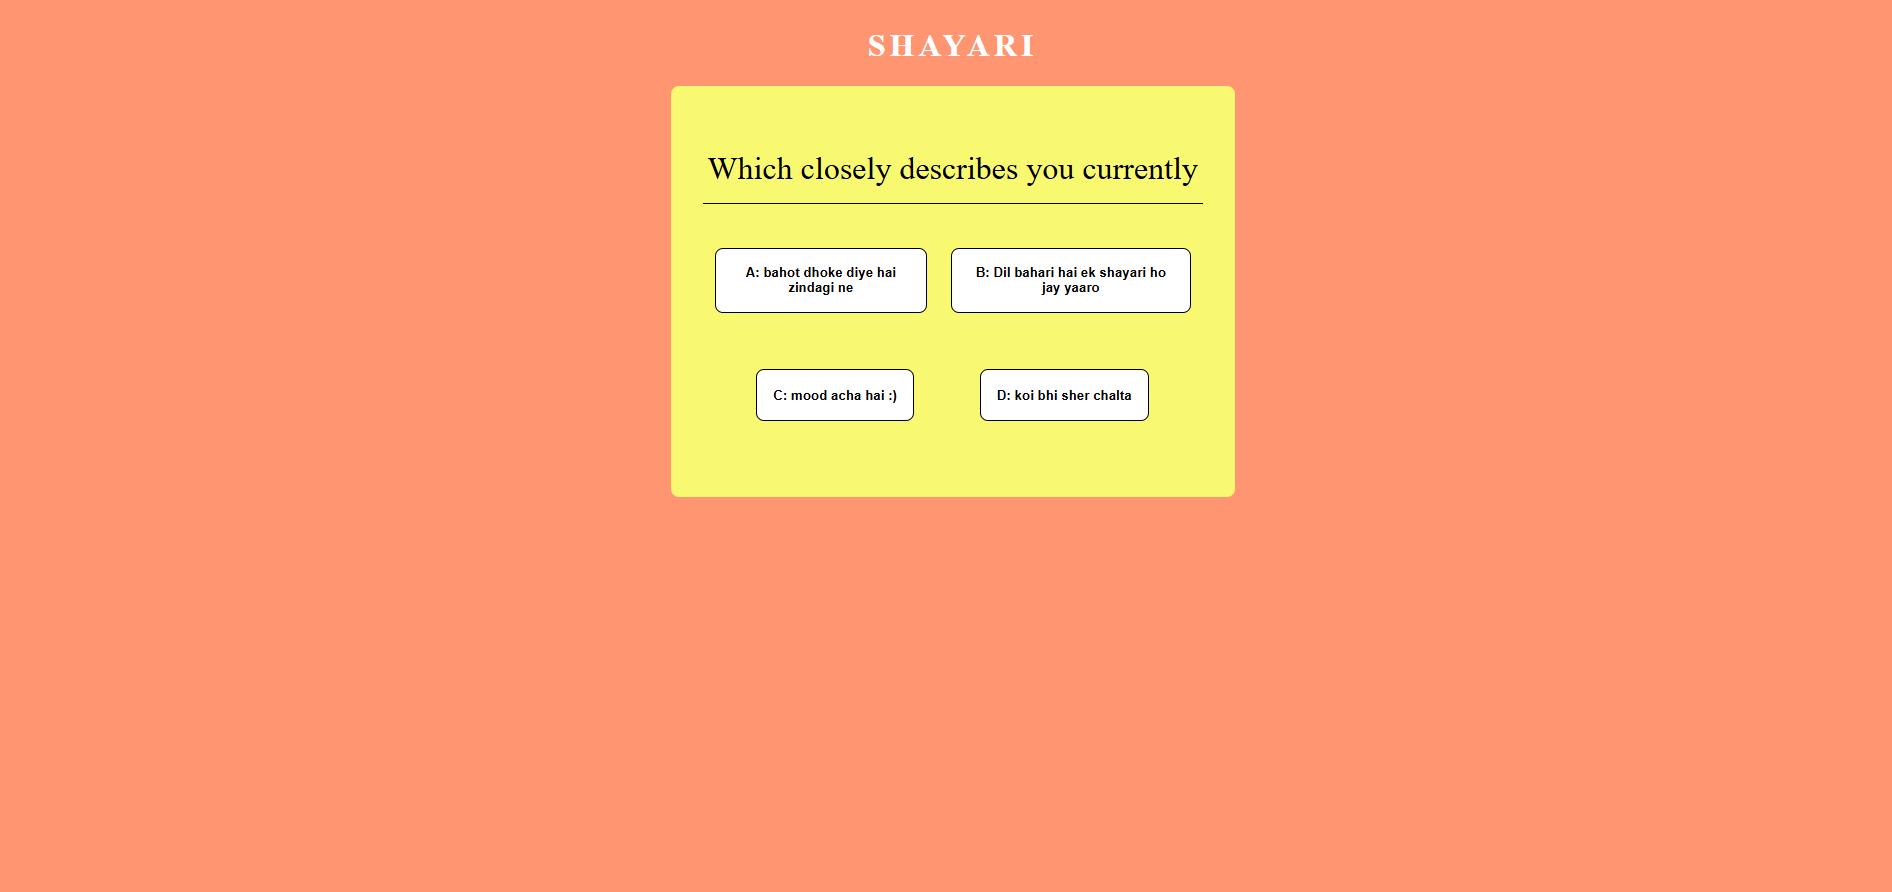 SHAYARI
Which closely describes you currently
A: bahot dhoke diye hai
zindagi ne
B: Dil bahari hai ek shayari ho
jay yaaro
C: mood acha hai :)
D: koi bhi sher chalta